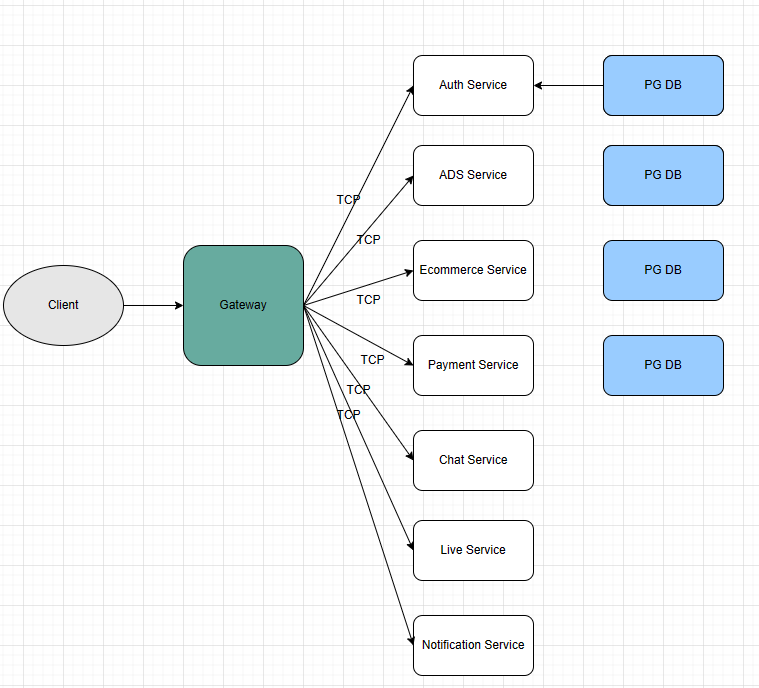 Auth Service
PG DB
ADS Service
PG DB
TCP
TCP
Ecommerce Service
PG DB
Client
Gateway
TCP
Payment Service
PG DB
TCP
TCP
TCP
Chat Service
Live Service
Notification Service